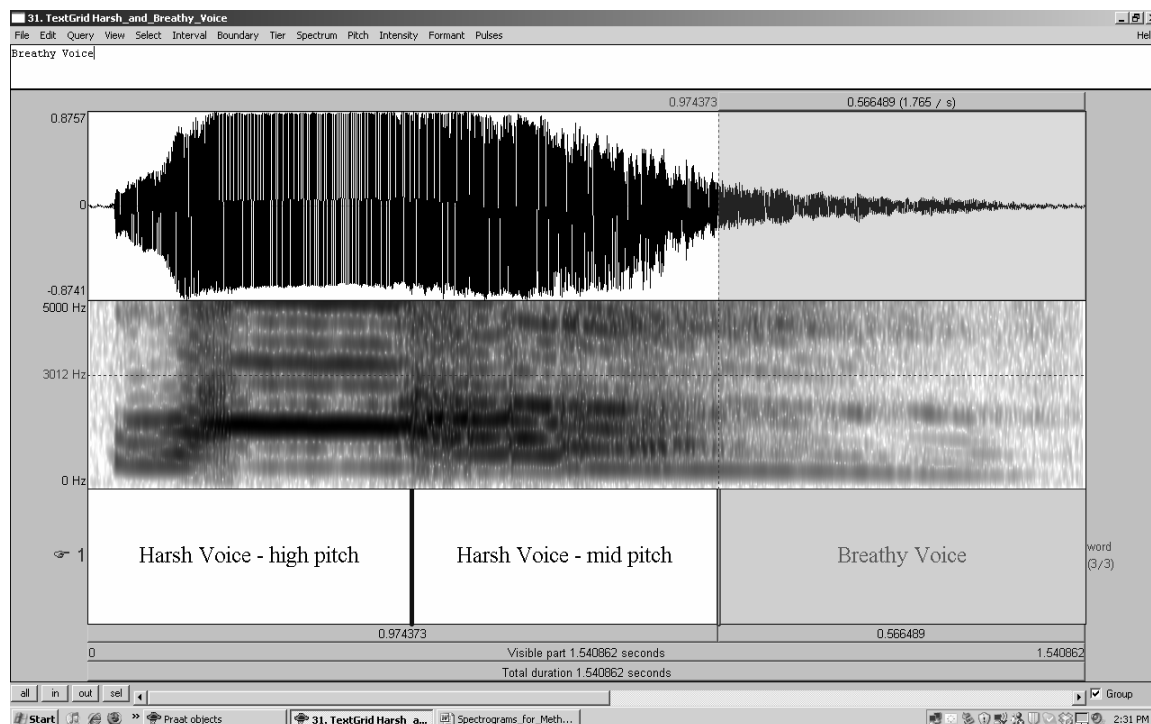 31. TextGrid Harsh_and_Breathy_Voice
File Edit Query View Select Interval Boundary Tier Spectrum Pitch Intensity Formant Pulses Hel
Breathy Voice
0.974373 0.566489 (1.765 / s)
0.8757
0
-0.8741
5000 Hz
3012 Hz
0 Hz
1 Harsh Voice - high pitch Harsh Voice - mid pitch Breathy Voice word
(3/3)
0.974373 0.566489
0 Visible part 1.540862 seconds 1.540862
Total duration 1.540862 seconds
all in out sel Group
Start » Praat objects 31. TextGrid Harsh_a... Spectrograms_for_Meth... 2:31 PM